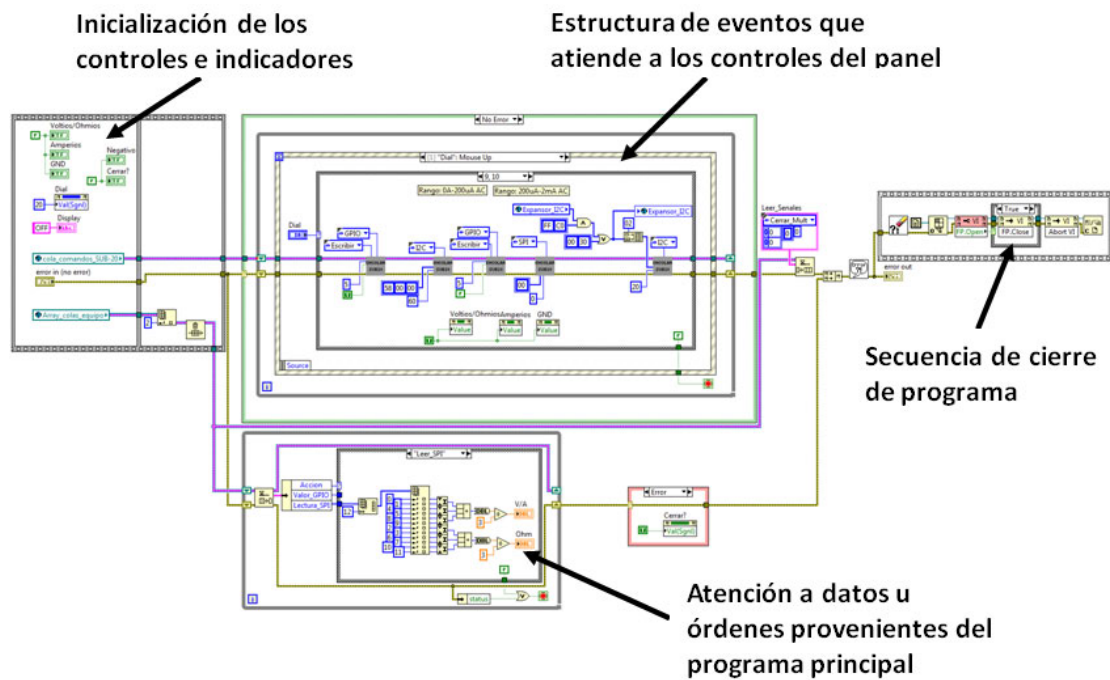 Inicialización de los
controles e indicadores
Estructura de eventos que
atiende a los controles del panel
Voltios/Ohmios
Amperios
GND
Negativo
Cerrar?
Dial
20
Val(Sgnl)
Display
OFF
cola_comandos_SUB-20
error in (no error)
Array_colas_equipo
2
No Error
[1] "Dial": Mouse Up
9, 10
Rango: 0A-200uA AC
Rango: 200uA-2mA AC
Expansor_I2C
Expansor_I2C
Dial
GPIO
Escribir
I2C
GPIO
Escribir
SPI
I2C
Voltios/Ohmios
Amperios
GND
Value
Value
Value
Source
Leer_Senales
Cerrar_Mult
True
FP.Open
FP.Close
Abort VI
error out
Secuencia de cierre
de programa
"Leer_SPI"
Accion
Valor_GPIO
Lectura_SPI
12
DBL
V/A
DBL
Ohm
status
Error
Cerrar?
Val(Sgnl)
Atención a datos u
órdenes provenientes del
programa principal